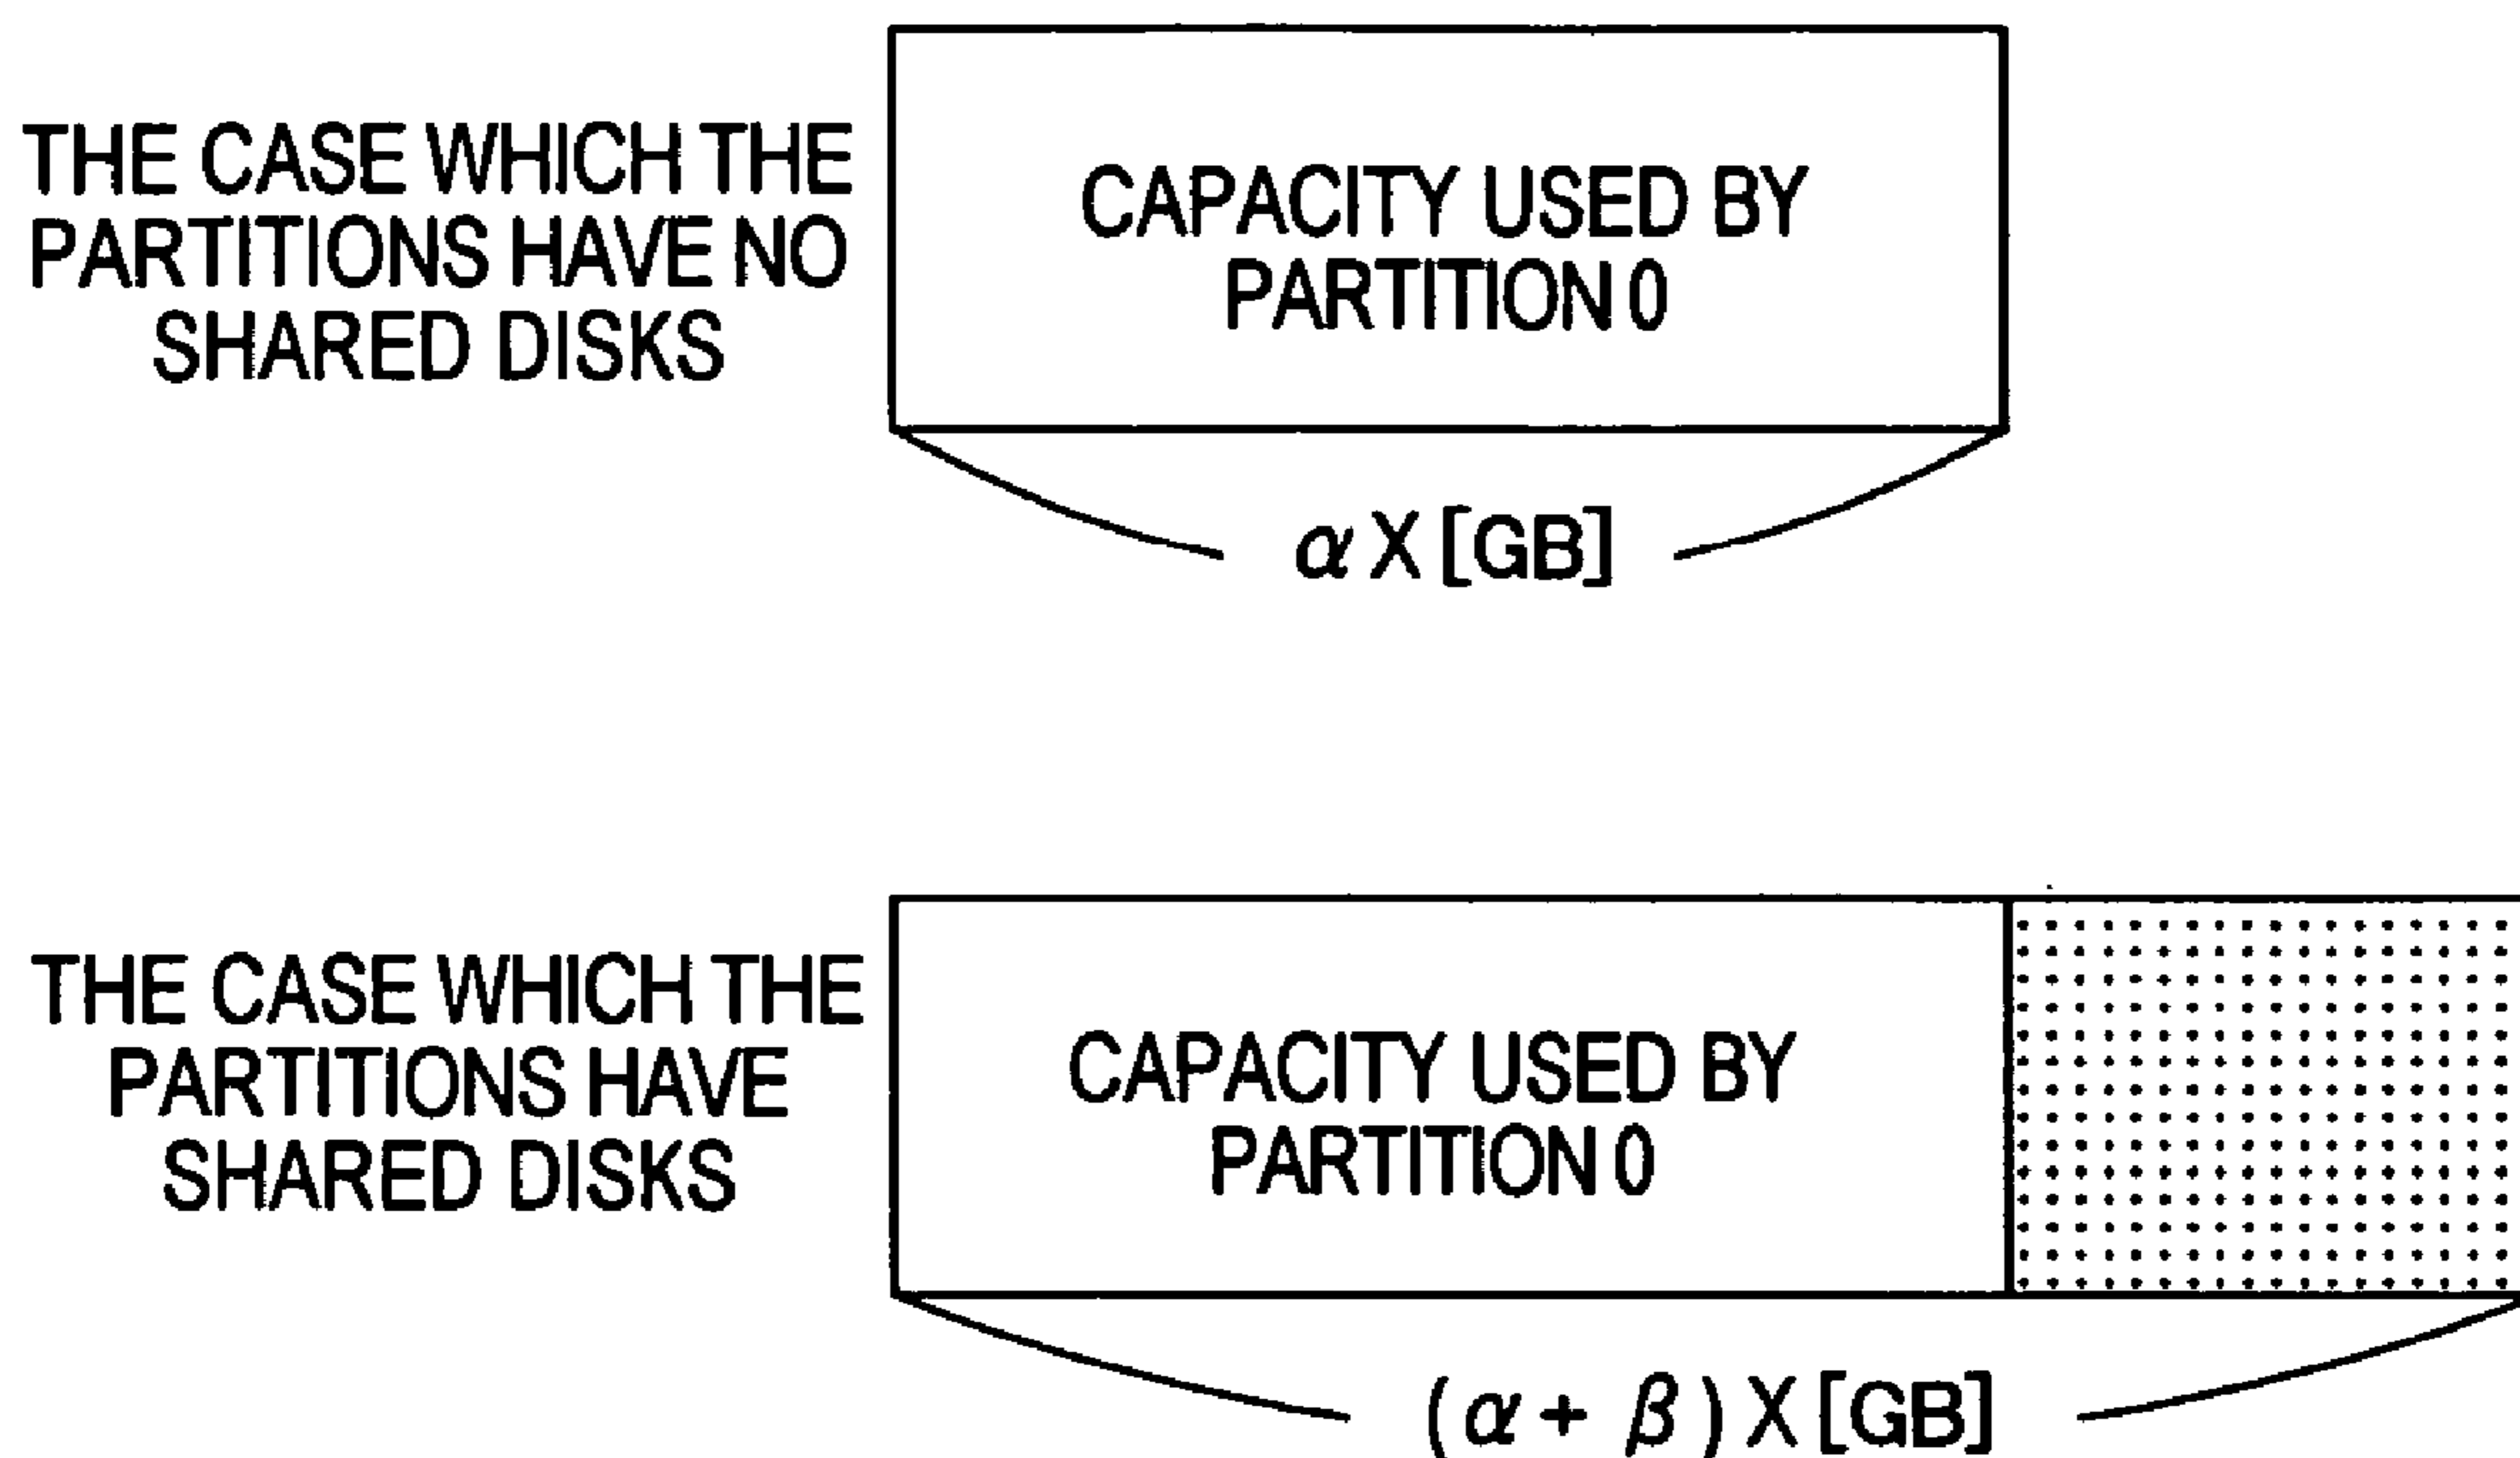 THE CASE WHICH THE
PARTITIONS HAVE NO
SHARED DISKS
CAPACITY USED BY
PARTITION 0
α X [GB]
THE CASE WHICH THE
PARTITIONS HAVE
SHARED DISKS
CAPACITY USED BY
PARTITION 0
(α + β) X [GB]